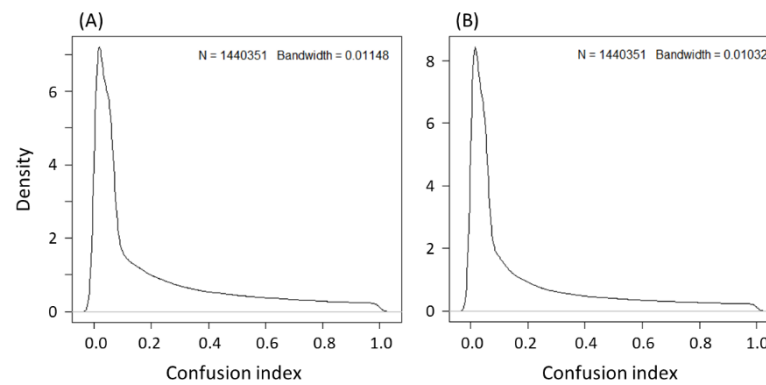 (A)
N = 1440351 Bandwidth = 0.01148
Density
6
4
2
0
0.0 0.2 0.4 0.6 0.8 1.0
Confusion index
(B)
N = 1440351 Bandwidth = 0.01032
8
6
4
2
0
0.0 0.2 0.4 0.6 0.8 1.0
Confusion index